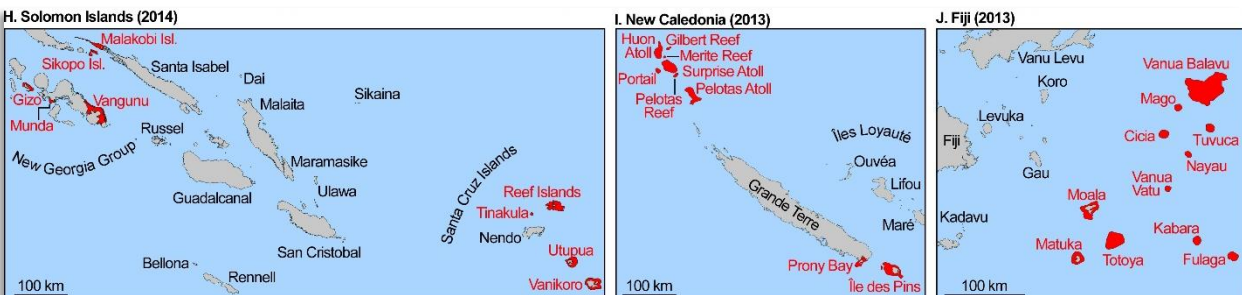 H. Solomon Islands (2014)
Malakobi Isl.
Sikopo Isl.
Santa Isabel
Dai
Gizo
Vangunu
Malaita
Sikaina
Munda
Russel
New Georgia Group
Maramasike
Guadalcanal
Ulawa
Santa Cruz Islands
Reef Islands
Tinakula
Nendo
San Cristobal
Utupua
Bellona
Rennell
Vanikoro
100 km
I. New Caledonia (2013)
Huon
Atoll
Gilbert Reef
Merite Reef
Portail
Surprise Atoll
Pelotas Atoll
Pelotas
Reef
Îles Loyauté
Ouvéa
Lifou
Grande Terre
Maré
Prony Bay
Île des Pins
100 km
J. Fiji (2013)
Vanu Levu
Vanua Balavu
Koro
Mago
Levuka
Cicia
Tuvuca
Fiji
Gau
Nayau
Vanua
Vatu
Moala
Kadavu
Kabara
Matuka
Totoya
Fulaga
100 km